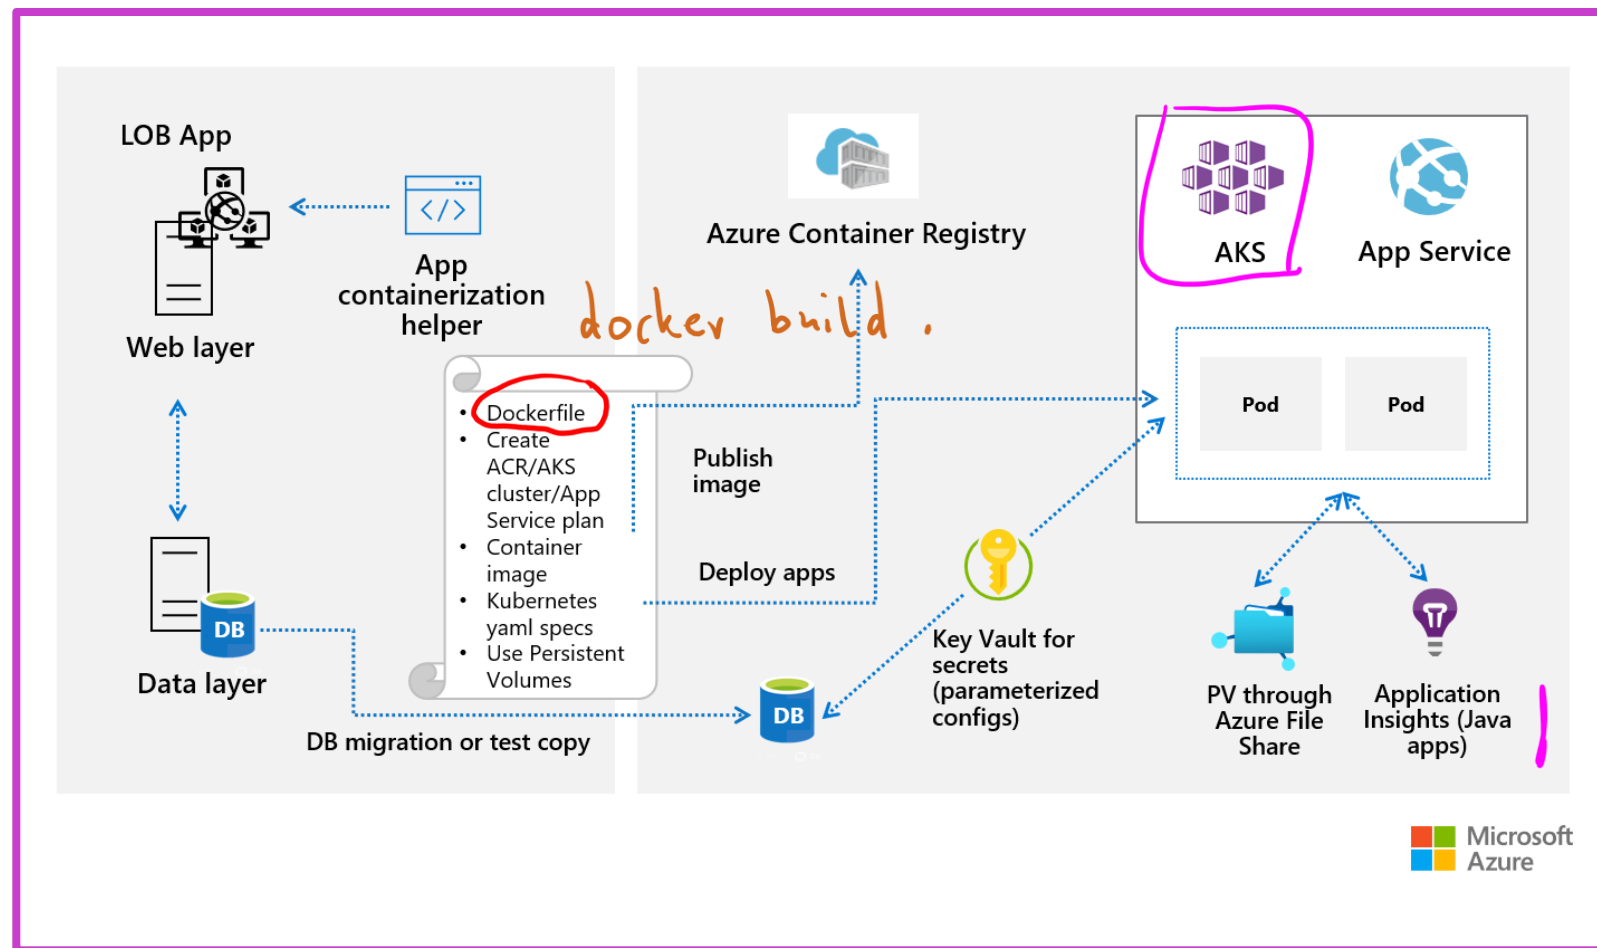 LOB App
Web layer
App
containerization
helper
docker build .
• Dockerfile
• Create
ACR/AKS
cluster/App
Service plan
• Container
image
• Kubernetes
yaml specs
• Use Persistent
Volumes
DB
Data layer
DB migration or test copy
Azure Container Registry
Publish
image
Deploy apps
DB
Key Vault for
secrets
(parameterized
configs)
AKS
App Service
Pod
Pod
PV through
Azure File
Share
Application
Insights (Java
apps)
Microsoft
Azure